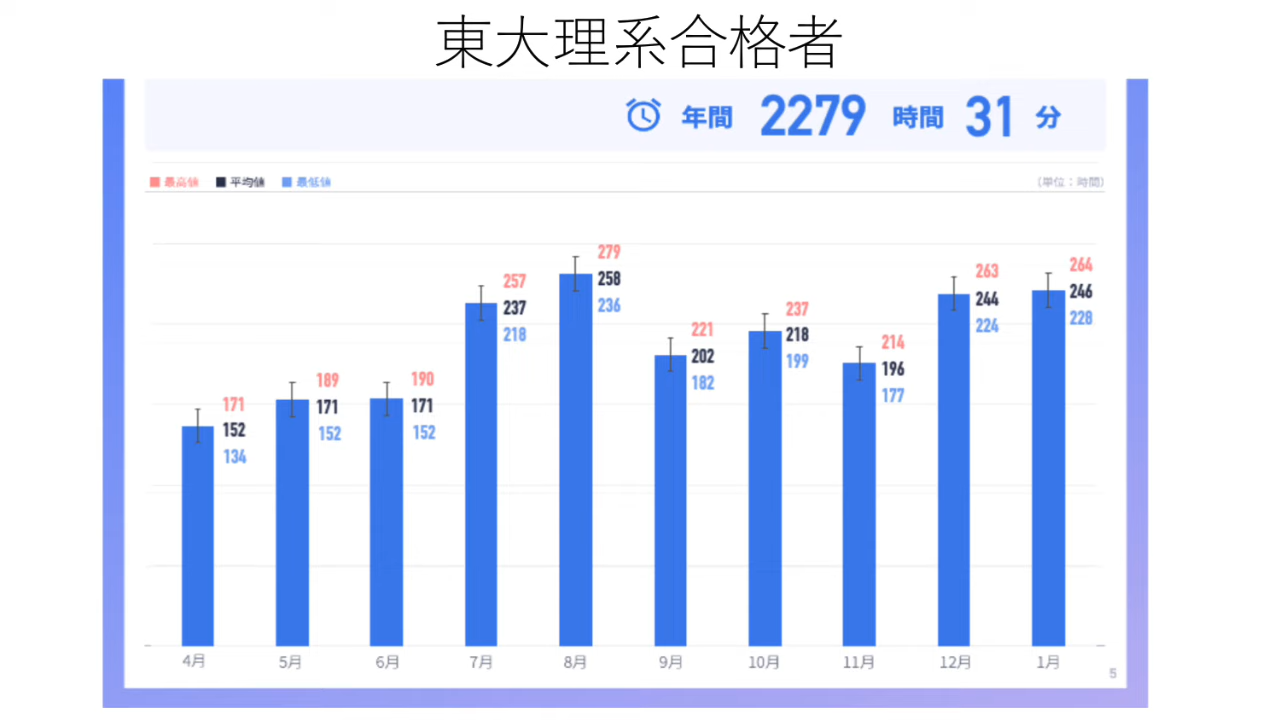 東大理系合格者
年間 2279 時間 31 分
最高値 平均値 最低値 (単位：時間)
171 152 134
189 171 152
190 171 152
257 237 218
279 258 236
221 202 182
237 218 199
214 196 177
263 244 224
264 246 228
4月 5月 6月 7月 8月 9月 10月 11月 12月 1月
5